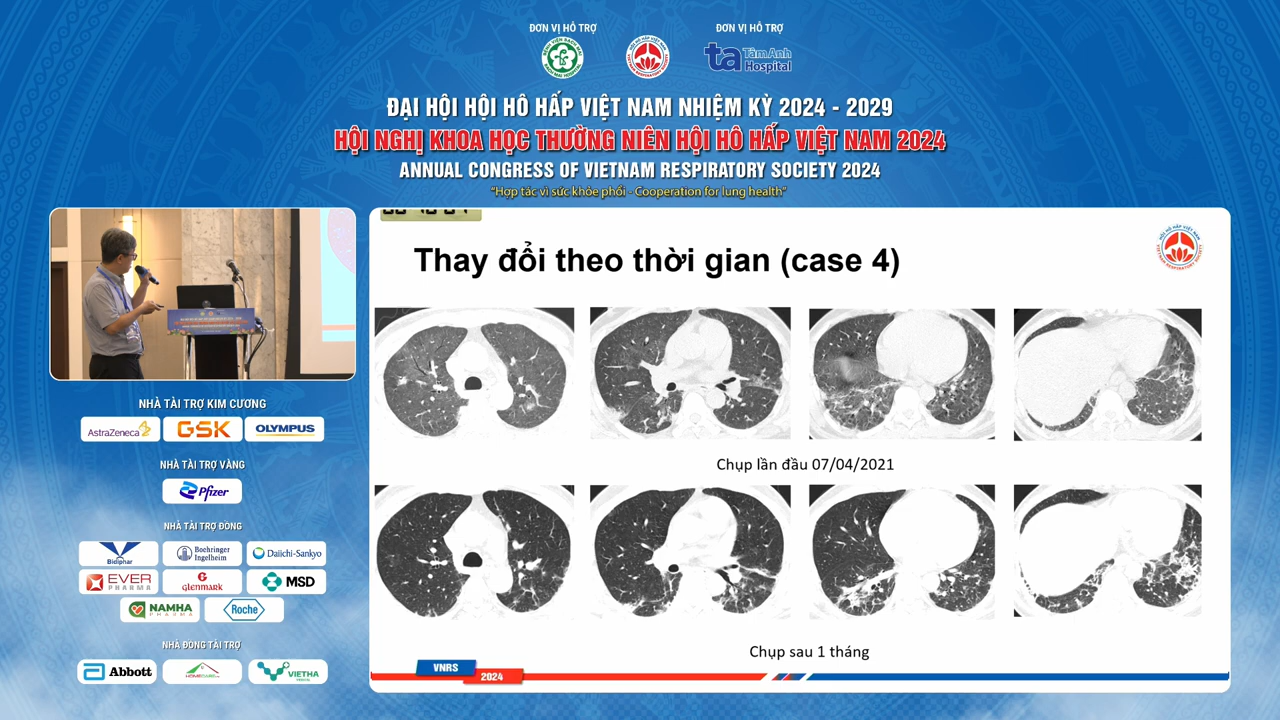 ĐƠN VỊ HỖ TRỢ
ĐƠN VỊ HỖ TRỢ
ta TâmAnh
Hospital
ĐẠI HỘI HỘI HÔ HẤP VIỆT NAM NHIỆM KỲ 2024 - 2029
HỘI NGHỊ KHOA HỌC THƯỜNG NIÊN HỘI HÔ HẤP VIỆT NAM 2024
ANNUAL CONGRESS OF VIETNAM RESPIRATORY SOCIETY 2024
"Hợp tác vì sức khỏe phổi - Cooperation for lung health"
Thay đổi theo thời gian (case 4)
Chụp lần đầu 07/04/2021
Chụp sau 1 tháng
VNRS
2024
NHÀ TÀI TRỢ KIM CƯƠNG
AstraZeneca
GSK
OLYMPUS
NHÀ TÀI TRỢ VÀNG
Pfizer
NHÀ TÀI TRỢ ĐỒNG
Bidiphar
Boehringer
Ingelheim
Daiichi-Sankyo
EVER
PHARMA
GLENMARK
MSD
NAMHA
PHARMA
Roche
NHÀ ĐỒNG TÀI TRỢ
Abbott
VIETHA